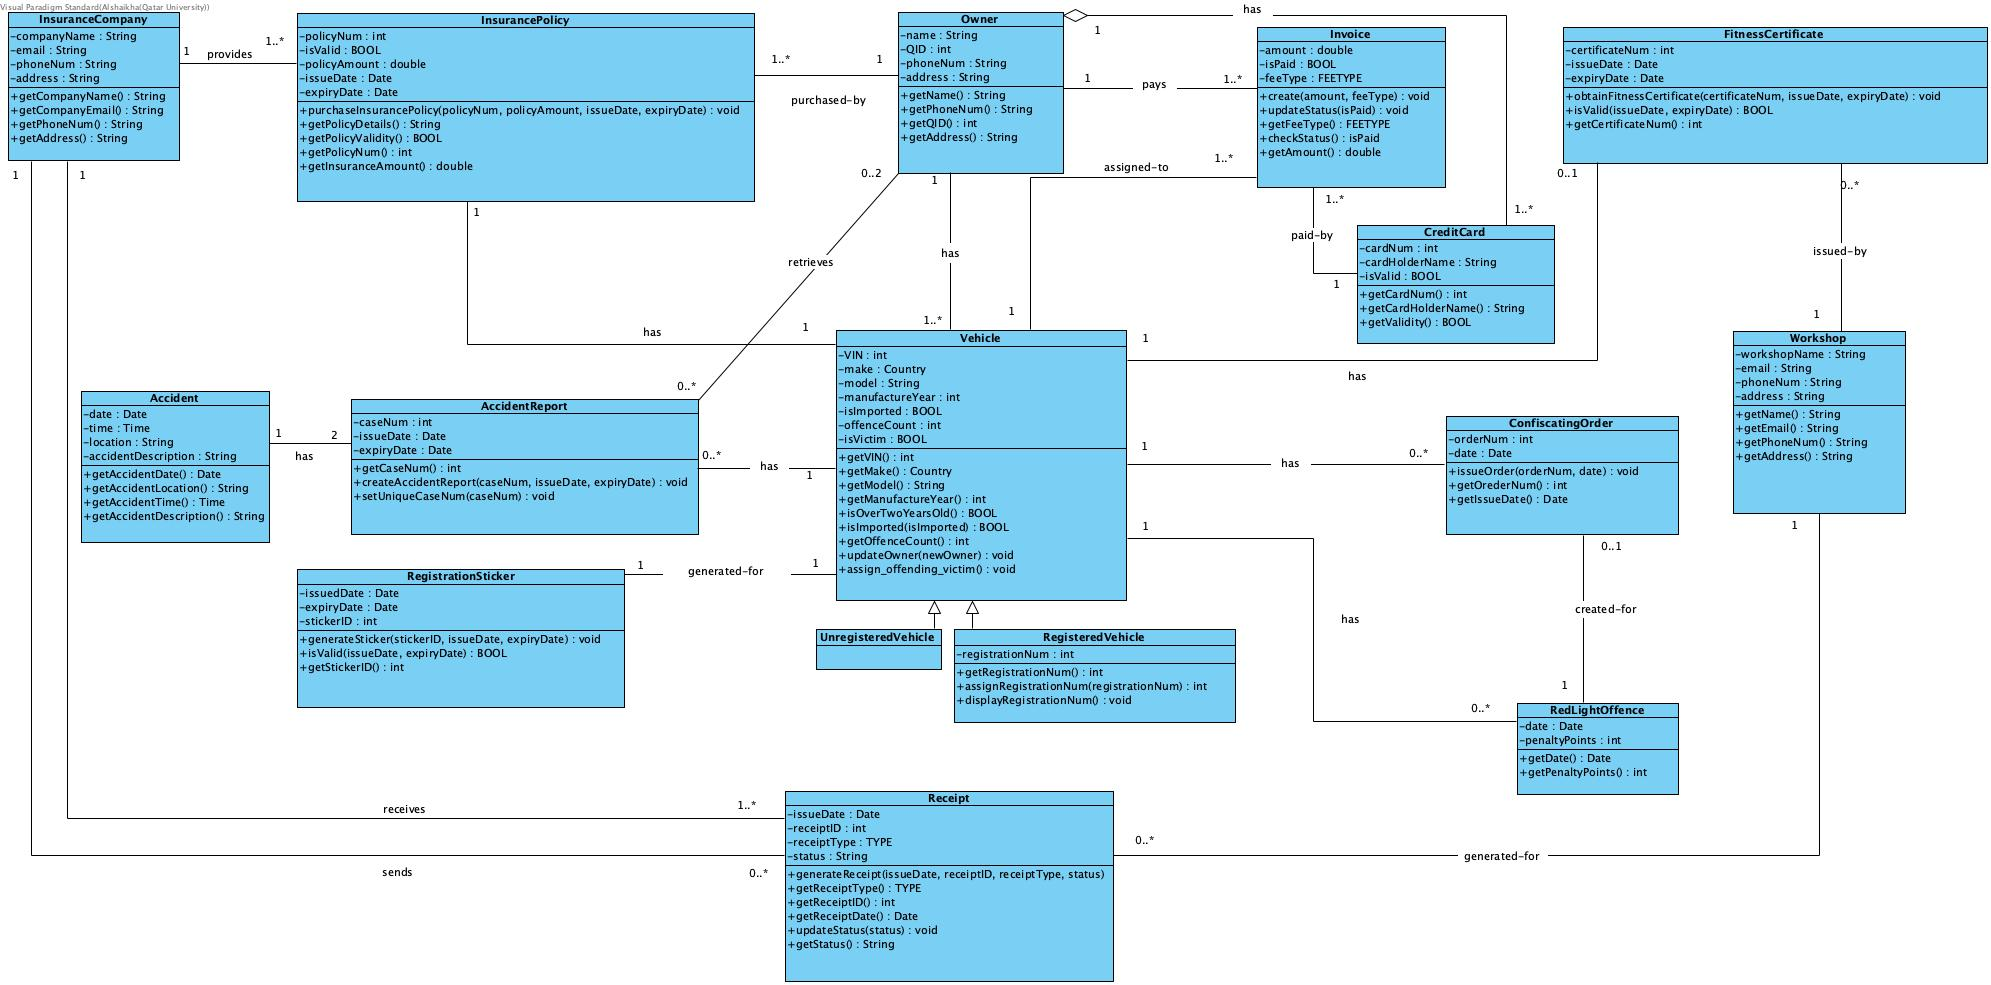 Visual Paradigm Standard(Alshaikha(Qatar University))
InsuranceCompany
-companyName : String
-email : String
-phoneNum : String
-address : String
+getCompanyName() : String
+getCompanyEmail() : String
+getPhoneNum() : String
+getAddress() : String
1
provides
1..*
InsurancePolicy
-policyNum : int
-isValid : BOOL
-policyAmount : double
-issueDate : Date
-expiryDate : Date
+purchaseInsurancePolicy(policyNum, policyAmount, issueDate, expiryDate) : void
+getPolicyDetails() : String
+getPolicyValidity() : BOOL
+getPolicyNum() : int
+getInsuranceAmount() : double
1..*
1
purchased-by
Owner
-name : String
-QID : int
-phoneNum : String
-address : String
+getName() : String
+getPhoneNum() : String
+getQID() : int
+getAddress() : String
has
1
1
pays
1..*
Invoice
-amount : double
-isPaid : BOOL
-feeType : FEETYPE
+create(amount, feeType) : void
+updateStatus(isPaid) : void
+getFeeType() : FEETYPE
+checkStatus() : isPaid
+getAmount() : double
FitnessCertificate
-certificateNum : int
-issueDate : Date
-expiryDate : Date
+obtainFitnessCertificate(certificateNum, issueDate, expiryDate) : void
+isValid(issueDate, expiryDate) : BOOL
+getCertificateNum() : int
1
1
1
0..2
1
assigned-to
1..*
1..*
1..*
0..1
0..*
retrieves
has
paid-by
1
issued-by
CreditCard
-cardNum : int
-cardHolderName : String
-isValid : BOOL
+getCardNum() : int
+getCardHolderName() : String
+getValidity() : BOOL
has
1
1..*
1
1
has
1
0..*
Vehicle
-VIN : int
-make : Country
-model : String
-manufactureYear : int
-isImported : BOOL
-offenceCount : int
-isVictim : BOOL
+getVIN() : int
+getMake() : Country
+getModel() : String
+getManufactureYear() : int
+isOverTwoYearsOld() : BOOL
+isImported(isImported) : BOOL
+getOffenceCount() : int
+updateOwner(newOwner) : void
+assign_offending_victim() : void
Workshop
-workshopName : String
-email : String
-phoneNum : String
-address : String
+getName() : String
+getEmail() : String
+getPhoneNum() : String
+getAddress() : String
Accident
-date : Date
-time : Time
-location : String
-accidentDescription : String
+getAccidentDate() : Date
+getAccidentLocation() : String
+getAccidentTime() : Time
+getAccidentDescription() : String
1
has
2
AccidentReport
-caseNum : int
-issueDate : Date
-expiryDate : Date
+getCaseNum() : int
+createAccidentReport(caseNum, issueDate, expiryDate) : void
+setUniqueCaseNum(caseNum) : void
0..*
has
1
1
has
0..*
ConfiscatingOrder
-orderNum : int
-date : Date
+issueOrder(orderNum, date) : void
+getOrederNum() : int
+getIssueDate() : Date
1
1
0..1
RegistrationSticker
-issuedDate : Date
-expiryDate : Date
-stickerID : int
+generateSticker(stickerID, issueDate, expiryDate) : void
+isValid(issueDate, expiryDate) : BOOL
+getStickerID() : int
1
generated-for
1
has
created-for
UnregisteredVehicle
RegisteredVehicle
-registrationNum : int
+getRegistrationNum() : int
+assignRegistrationNum(registrationNum) : int
+displayRegistrationNum() : void
1
0..*
RedLightOffence
-date : Date
-penaltyPoints : int
+getDate() : Date
+getPenaltyPoints() : int
receives
1..*
sends
0..*
Receipt
-issueDate : Date
-receiptID : int
-receiptType : TYPE
-status : String
+generateReceipt(issueDate, receiptID, receiptType, status)
+getReceiptType() : TYPE
+getReceiptID() : int
+getReceiptDate() : Date
+updateStatus(status) : void
+getStatus() : String
0..*
generated-for